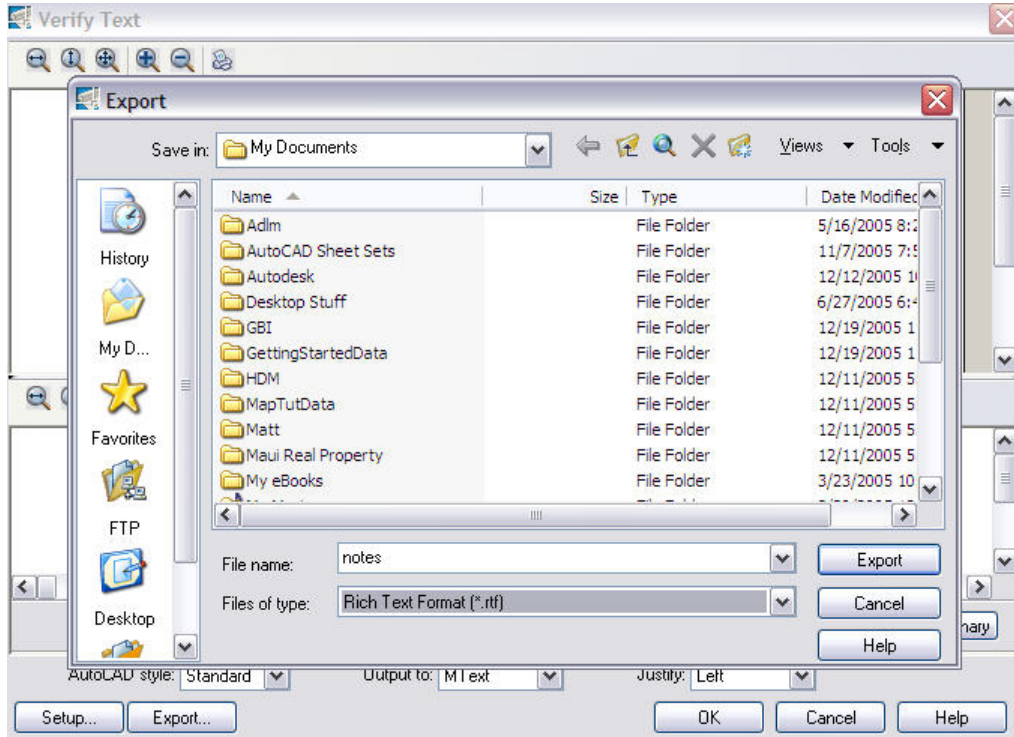 Verify Text
Export
Save in: My Documents Views Tools
Name Size Type Date Modified
Adlm File Folder 5/16/2005 8:2
AutoCAD Sheet Sets File Folder 11/7/2005 7:5
Autodesk File Folder 12/12/2005 1
Desktop Stuff File Folder 6/27/2005 6:4
GBI File Folder 12/19/2005 1
GettingStartedData File Folder 12/19/2005 1
HDM File Folder 12/11/2005 5
MapTutData File Folder 12/11/2005 5
Matt File Folder 12/11/2005 5
Maui Real Property File Folder 12/11/2005 5
My eBooks File Folder 3/23/2005 10
History
My D...
Favorites
FTP
Desktop
File name: notes Export
Files of type: Rich Text Format (*.rtf) Cancel
Help
nary
AutoCAD style: Standard Output to: MText Justify: Left
Setup... Export... OK Cancel Help